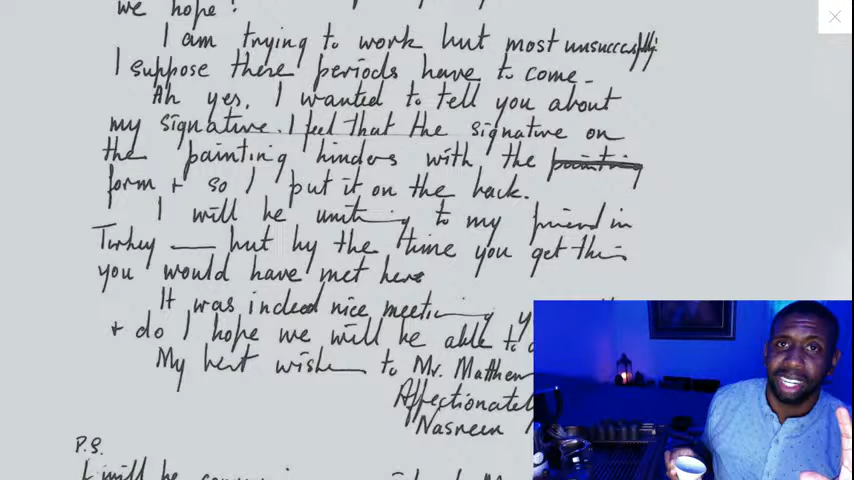 we hope!
I am trying to work but most unsuccessfully.
I suppose these periods have to come –
Ah yes, I wanted to tell you about
my signature. I feel that the signature on
the painting hinders with the painting
form + so I put it on the back.
I will be writing to my friend in
Turkey — but by the time you get this
you would have met her
It was indeed nice meeting
+ do I hope we will be able to
My best wishes to Mr. Matthew
Affectionately
Nasreen
P.S.
I will be